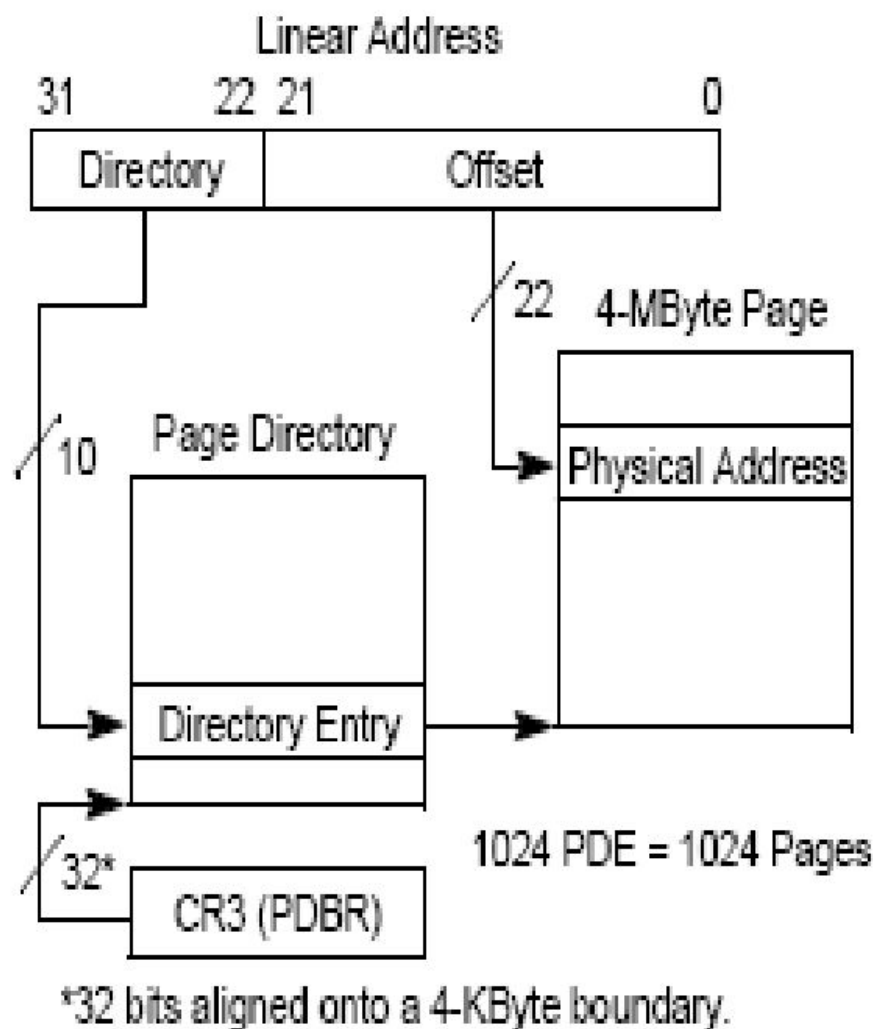 Linear Address
31 22 21 0
Directory Offset
22
4-MByte Page
10
Page Directory
Physical Address
Directory Entry
32*
1024 PDE = 1024 Pages
CR3 (PDBR)
*32 bits aligned onto a 4-KByte boundary.